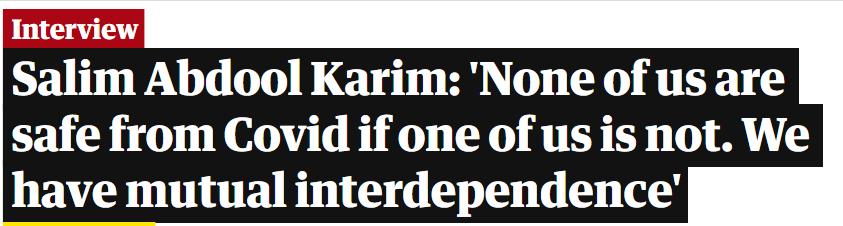 Interview
Salim Abdool Karim: 'None of us are
safe from Covid if one of us is not. We
have mutual interdependence'